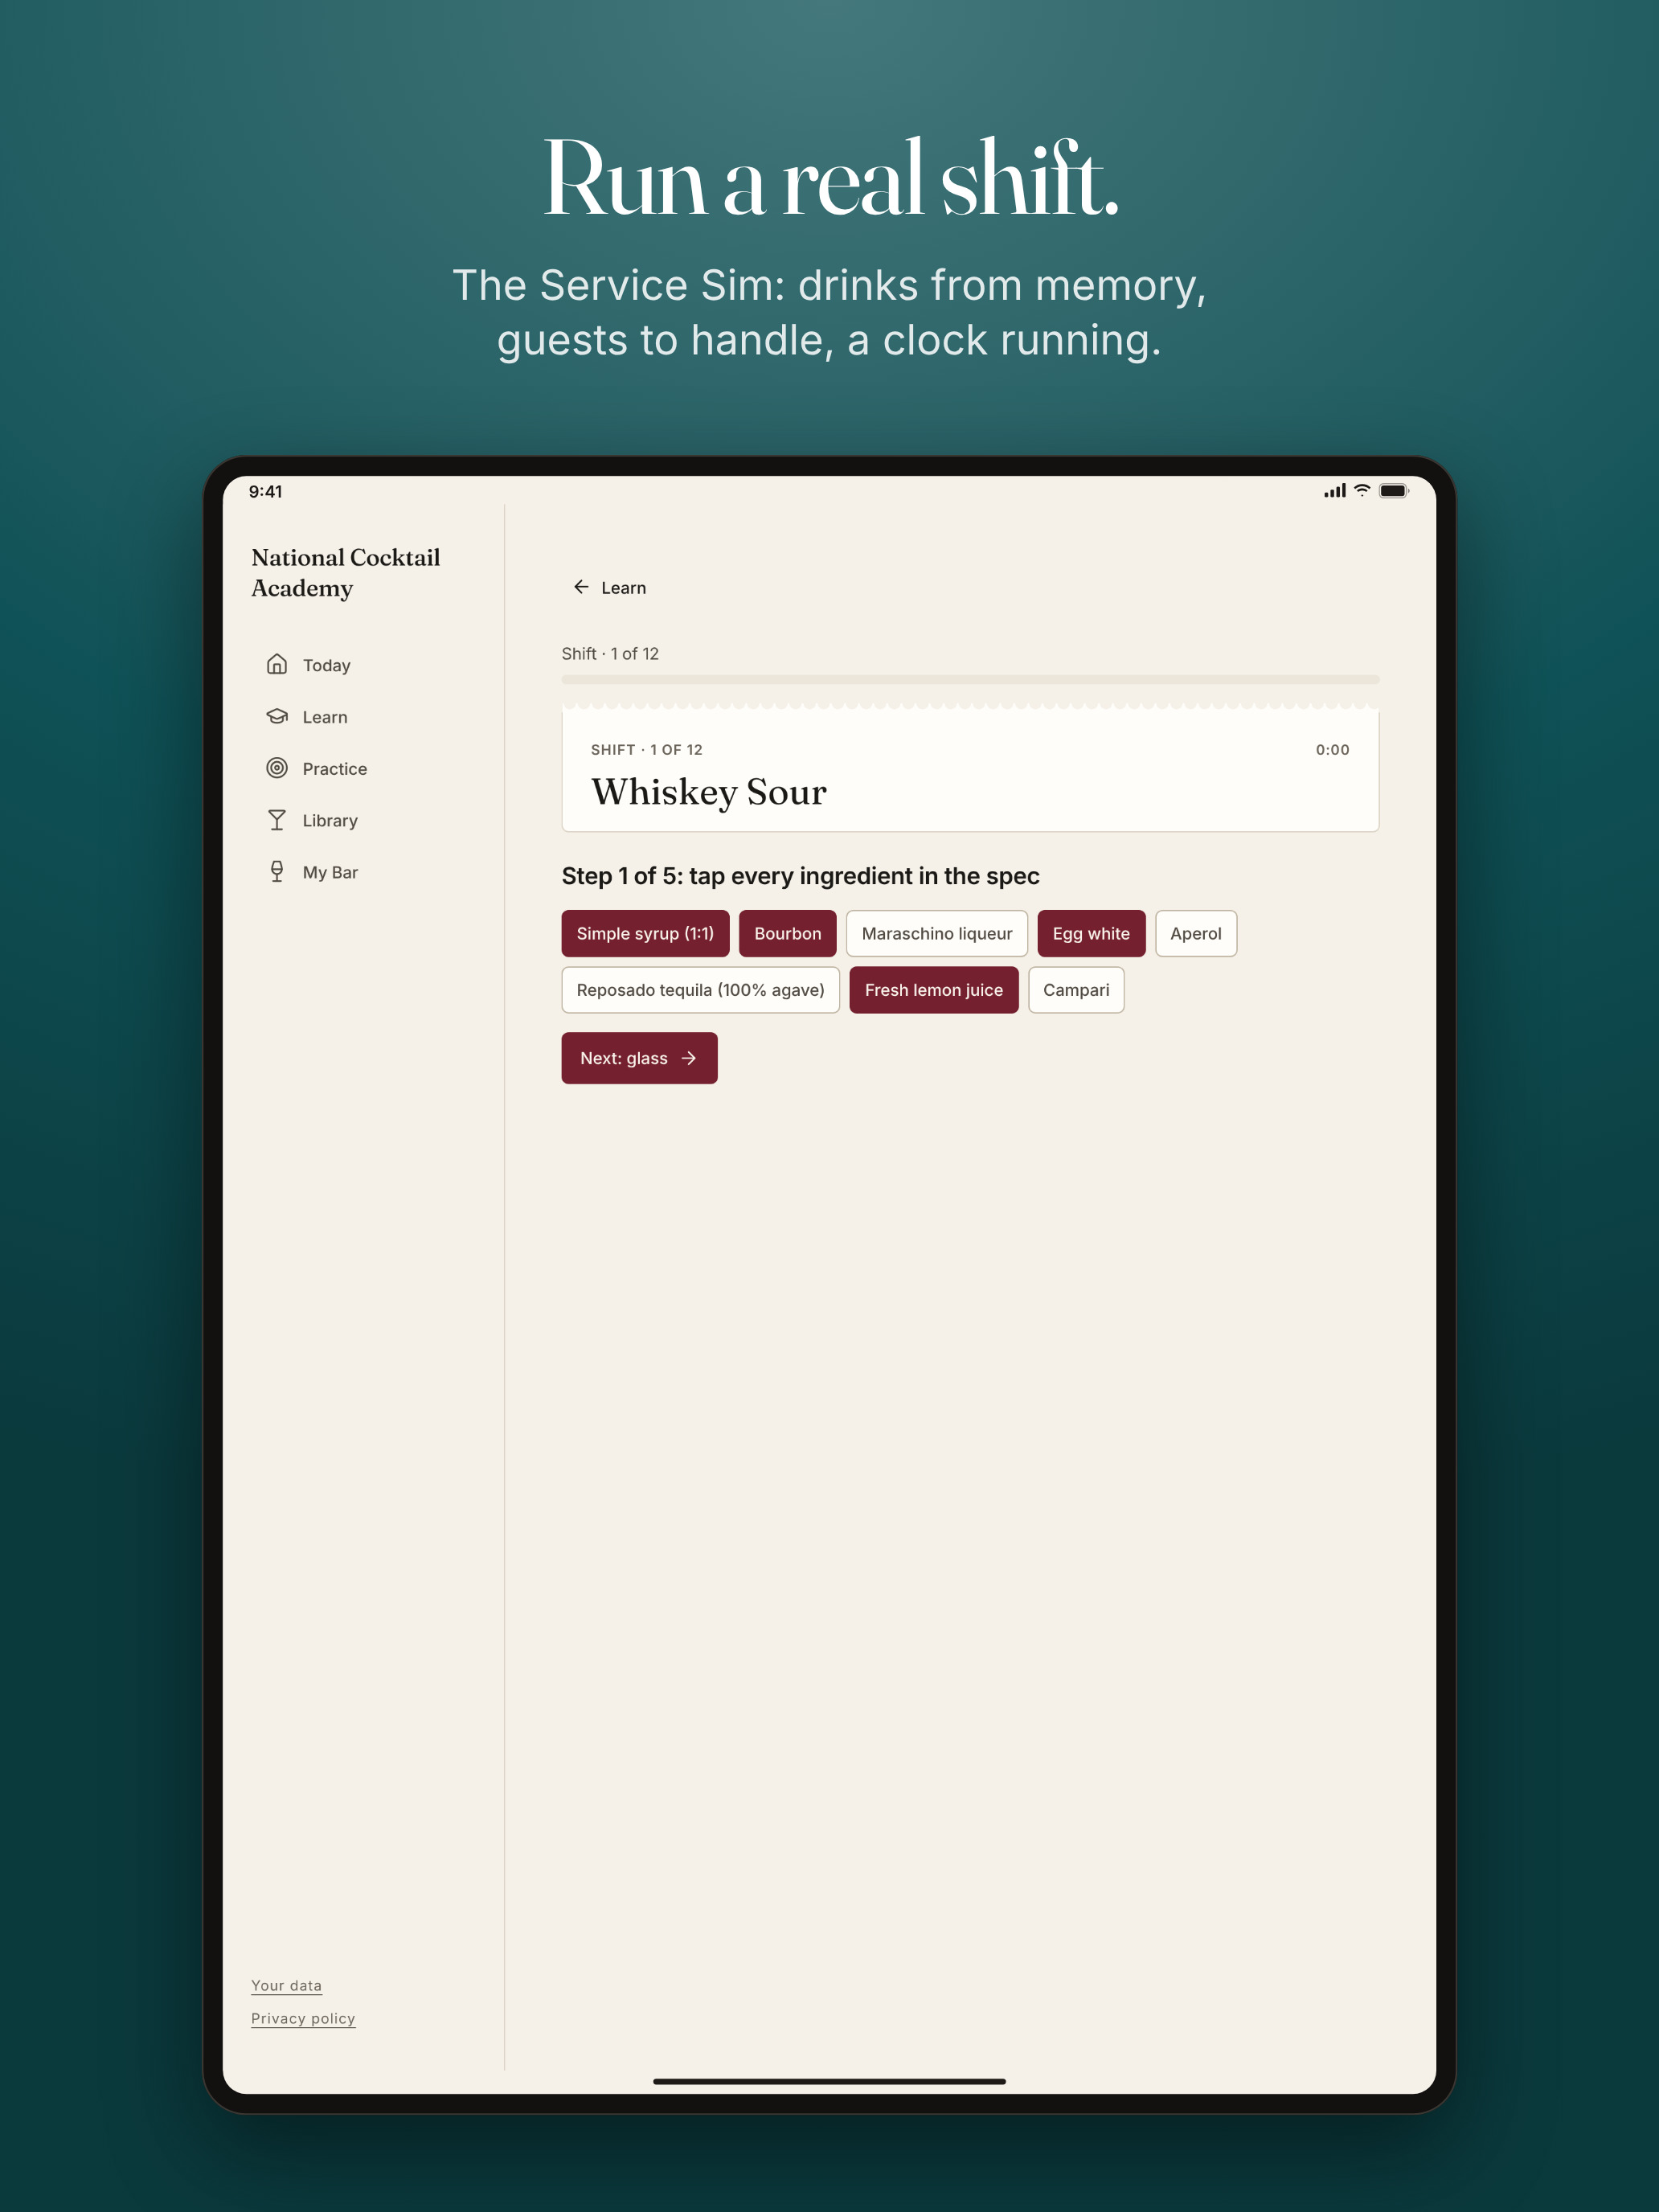 Run a real shift.
The Service Sim: drinks from memory,
guests to handle, a clock running.
9:41
National Cocktail
Academy
Today
Learn
Practice
Library
My Bar
Your data
Privacy policy
Learn
Shift · 1 of 12
SHIFT · 1 OF 12 0:00
Whiskey Sour
Step 1 of 5: tap every ingredient in the spec
Simple syrup (1:1) Bourbon Maraschino liqueur Egg white Aperol
Reposado tequila (100% agave) Fresh lemon juice Campari
Next: glass